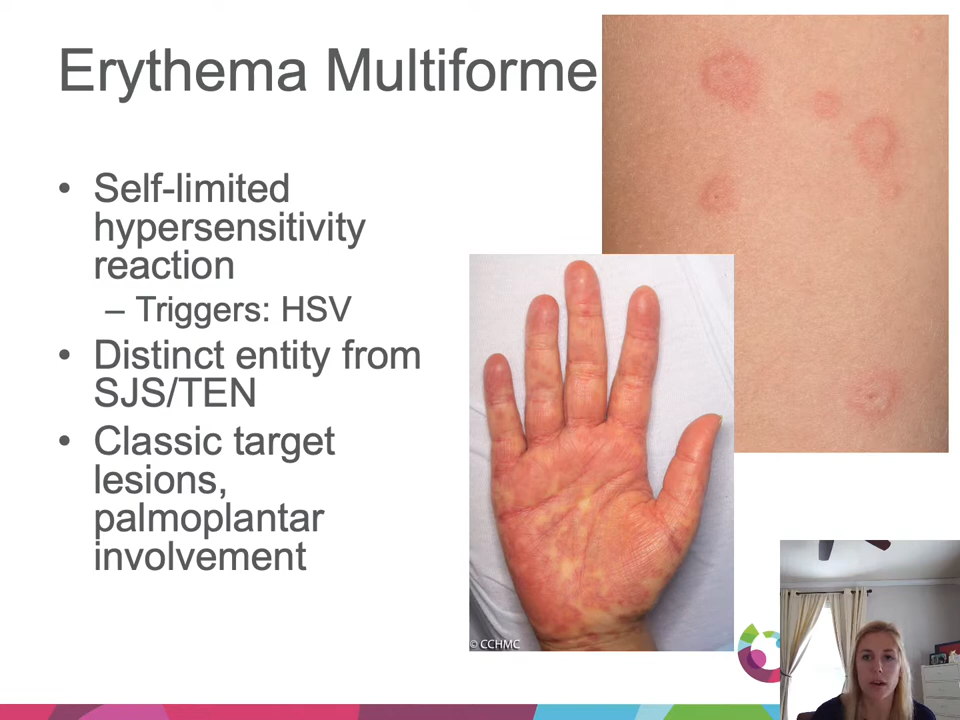 Erythema Multiforme
• Self-limited
hypersensitivity
reaction
– Triggers: HSV
• Distinct entity from
SJS/TEN
• Classic target
lesions,
palmoplantar
involvement
© CCHMC